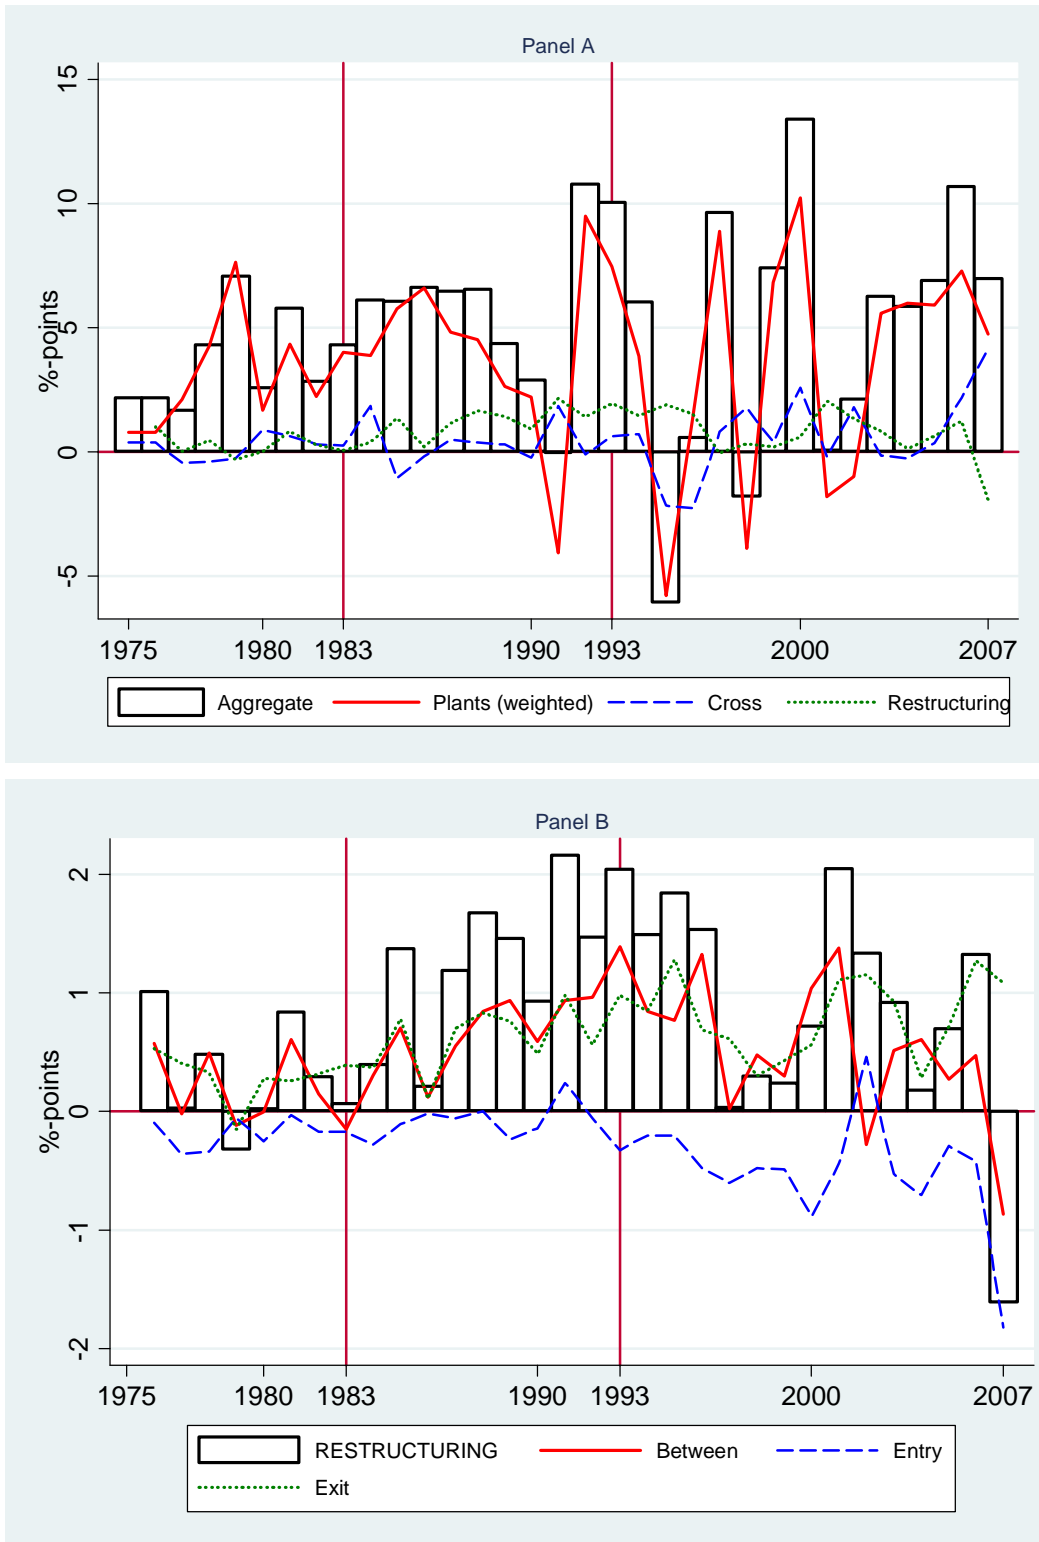 Panel A
%-points
15
10
5
0
-5
1975 1980 1983 1990 1993 2000 2007
Aggregate Plants (weighted) Cross Restructuring
Panel B
%-points
2
1
0
-1
-2
1975 1980 1983 1990 1993 2000 2007
RESTRUCTURING Between Entry
Exit